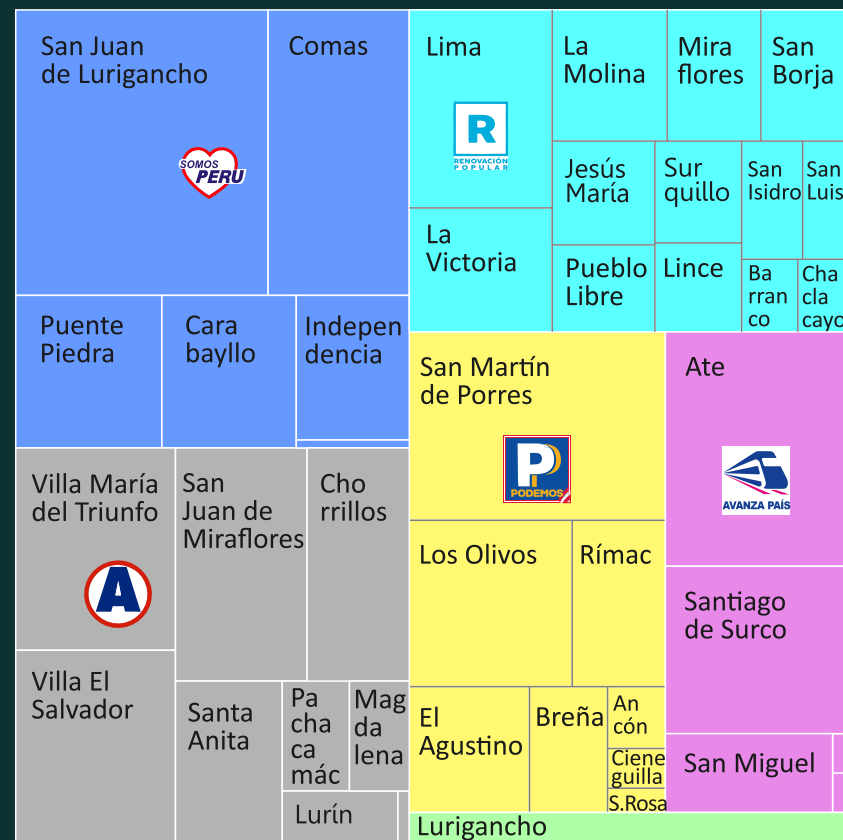 San Juan
de Lurigancho
SOMOS
PERU
Comas
Puente
Piedra
Cara
bayllo
Indepen
dencia
Lima
R
RENOVACIÓN
POPULAR
La
Molina
Mira
flores
San
Borja
La
Victoria
Jesús
María
Sur
quillo
San
Isidro
San
Luis
Pueblo
Libre
Lince
Ba
rran
co
Cha
cla
cayo
Villa María
del Triunfo
A
San
Juan de
Miraflores
Cho
rrillos
Villa El
Salvador
Santa
Anita
Pa
cha
ca
mác
Mag
da
lena
Lurín
San Martín
de Porres
P
PODEMOS
Los Olivos
Rímac
El
Agustino
Breña
An
cón
Ciene
guilla
S.Rosa
Ate
AVANZA PAÍS
Santiago
de Surco
San Miguel
Lurigancho